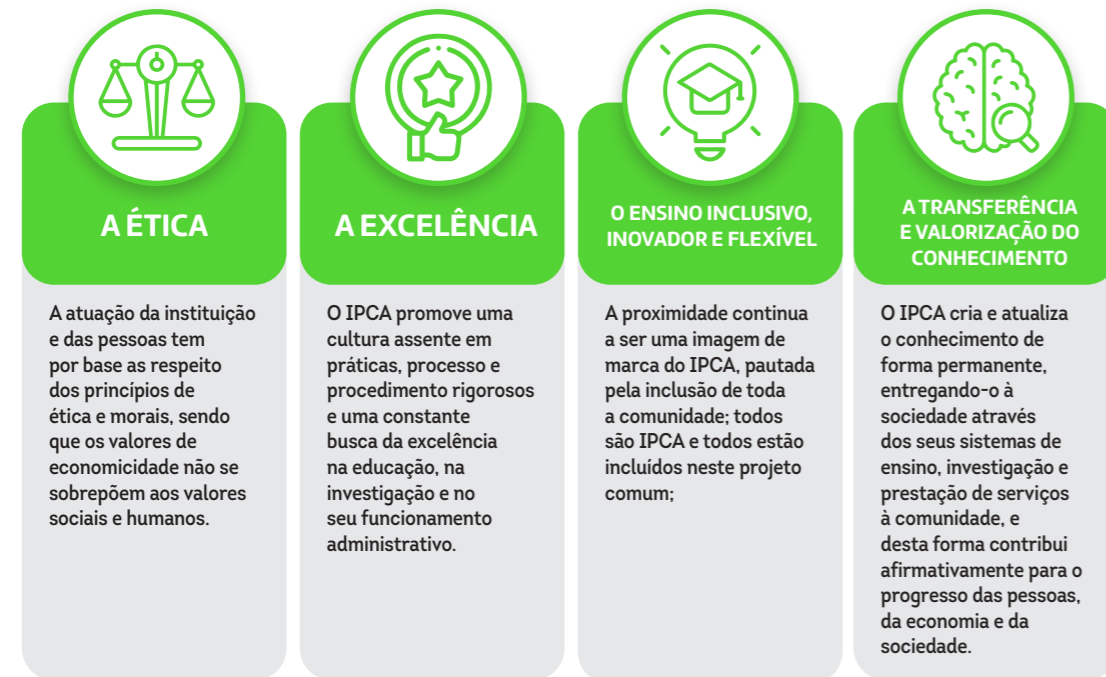 A ÉTICA
A atuação da instituição
e das pessoas tem
por base as respeito
dos princípios de
ética e morais, sendo
que os valores de
economicidade não se
sobrepõem aos valores
sociais e humanos.
A EXCELÊNCIA
O IPCA promove uma
cultura assente em
práticas, processo e
procedimento rigorosos
e uma constante
busca da excelência
na educação, na
investigação e no
seu funcionamento
administrativo.
O ENSINO INCLUSIVO,
INOVADOR E FLEXÍVEL
A proximidade continua
a ser uma imagem de
marca do IPCA, pautada
pela inclusão de toda
a comunidade; todos
são IPCA e todos estão
incluídos neste projeto
comum;
A TRANSFERÊNCIA
E VALORIZAÇÃO DO
CONHECIMENTO
O IPCA cria e atualiza
o conhecimento de
forma permanente,
entregando-o à
sociedade através
dos seus sistemas de
ensino, investigação e
prestação de serviços
à comunidade, e
desta forma contribui
afirmativamente para o
progresso das pessoas,
da economia e da
sociedade.